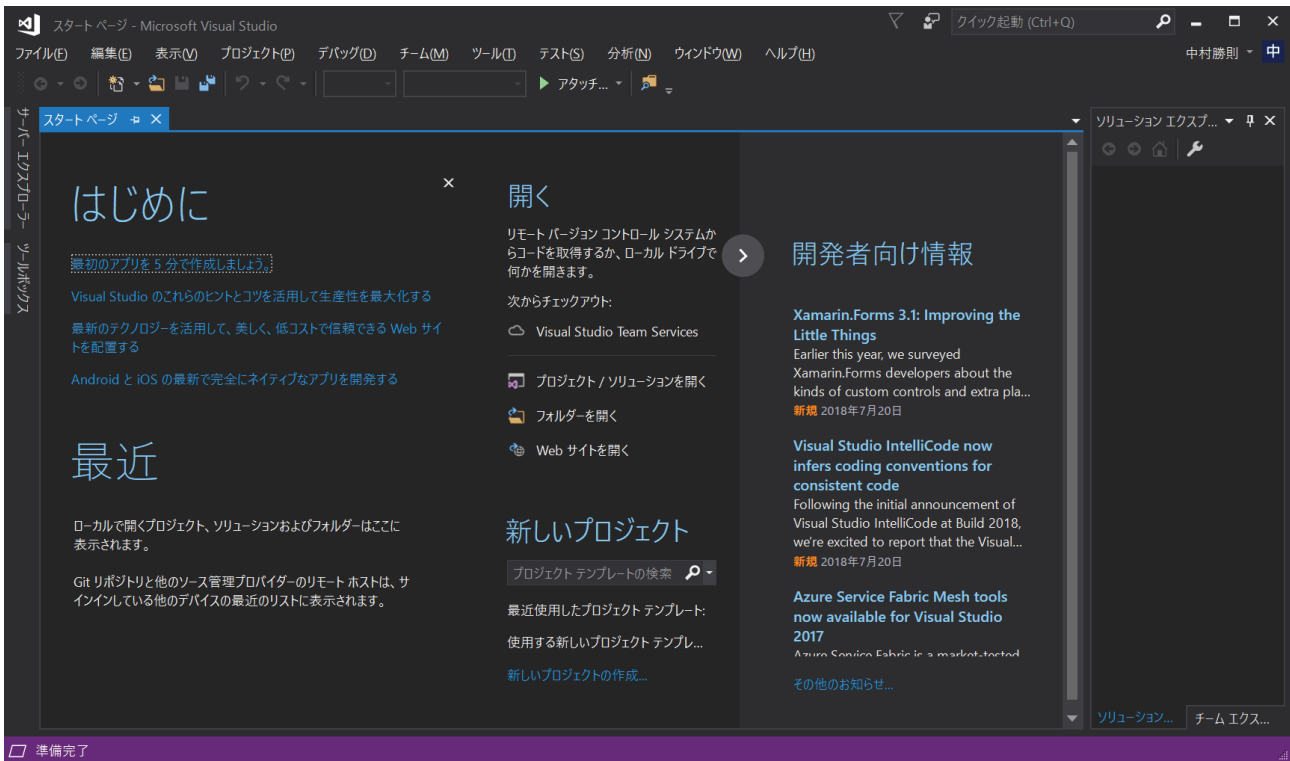 スタート ページ - Microsoft Visual Studio
クイック起動 (Ctrl+Q)
ファイル(F) 編集(E) 表示(V) プロジェクト(P) デバッグ(D) チーム(M) ツール(T) テスト(S) 分析(N) ウィンドウ(W) ヘルプ(H)
中村勝則
中
アタッチ...
サーバー エクスプローラー
ツールボックス
スタート ページ
はじめに
最初のアプリを 5 分で作成しましょう。
Visual Studio のこれらのヒントとコツを活用して生産性を最大化する
最新のテクノロジーを活用して、美しく、低コストで信頼できる Web サイ
トを配置する
Android と iOS の最新で完全にネイティブなアプリを開発する
最近
ローカルで開くプロジェクト、ソリューションおよびフォルダーはここに
表示されます。
Git リポジトリと他のソース管理プロバイダーのリモート ホストは、サ
インインしている他のデバイスの最近のリストに表示されます。
開く
リモート バージョン コントロール システムか
らコードを取得するか、ローカル ドライブで
何かを開きます。
次からチェックアウト:
Visual Studio Team Services
プロジェクト / ソリューションを開く
フォルダーを開く
Web サイトを開く
新しいプロジェクト
プロジェクト テンプレートの検索
最近使用したプロジェクト テンプレート:
使用する新しいプロジェクト テンプレ...
新しいプロジェクトの作成...
開発者向け情報
Xamarin.Forms 3.1: Improving the
Little Things
Earlier this year, we surveyed
Xamarin.Forms developers about the
kinds of custom controls and extra pla...
新規 2018年7月20日
Visual Studio IntelliCode now
infers coding conventions for
consistent code
Following the initial announcement of
Visual Studio IntelliCode at Build 2018,
we're excited to report that the Visual...
新規 2018年7月20日
Azure Service Fabric Mesh tools
now available for Visual Studio
2017
Azure Service Fabric is a market-tested
その他のお知らせ...
ソリューション エクスプ...
ソリューション...
チーム エクス...
準備完了